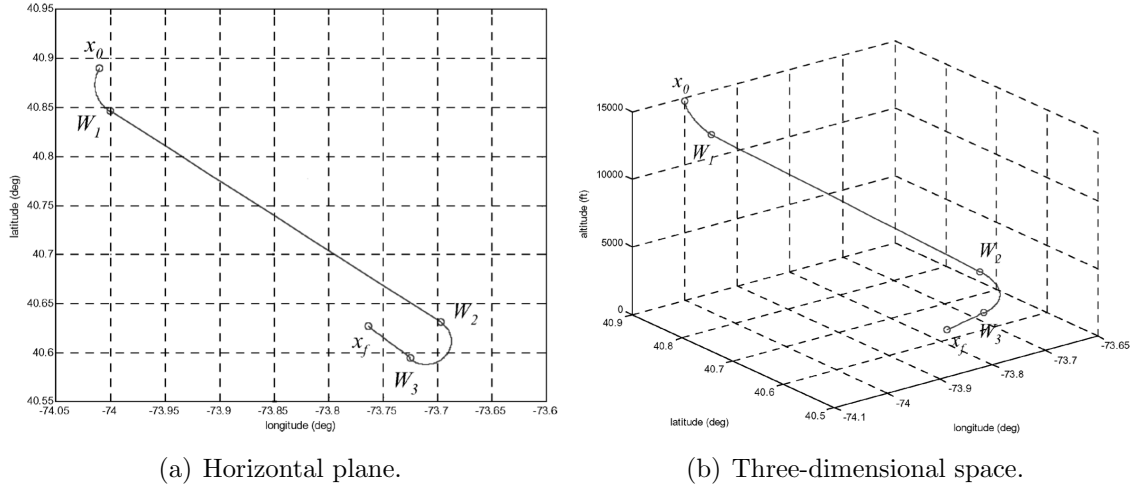 40.95
40.9
40.85
40.8
40.75
40.7
40.65
40.6
40.55
latitude (deg)
x0
W1
W2
xf
W3
-74.05 -74 -73.95 -73.9 -73.85 -73.8 -73.75 -73.7 -73.65 -73.6
longitude (deg)
(a) Horizontal plane.
15000
10000
5000
0
altitude (ft)
x0
W1
W2
W3
xf
40.9
40.8
40.7
40.6
40.5
latitude (deg)
-74.1
-74
-73.9
-73.8
-73.7
-73.65
longitude (deg)
(b) Three-dimensional space.